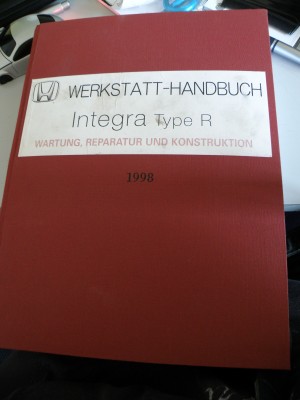 WERKSTATT-HANDBUCH
Integra Type R
WARTUNG, REPARATUR UND KONSTRUKTION
1998